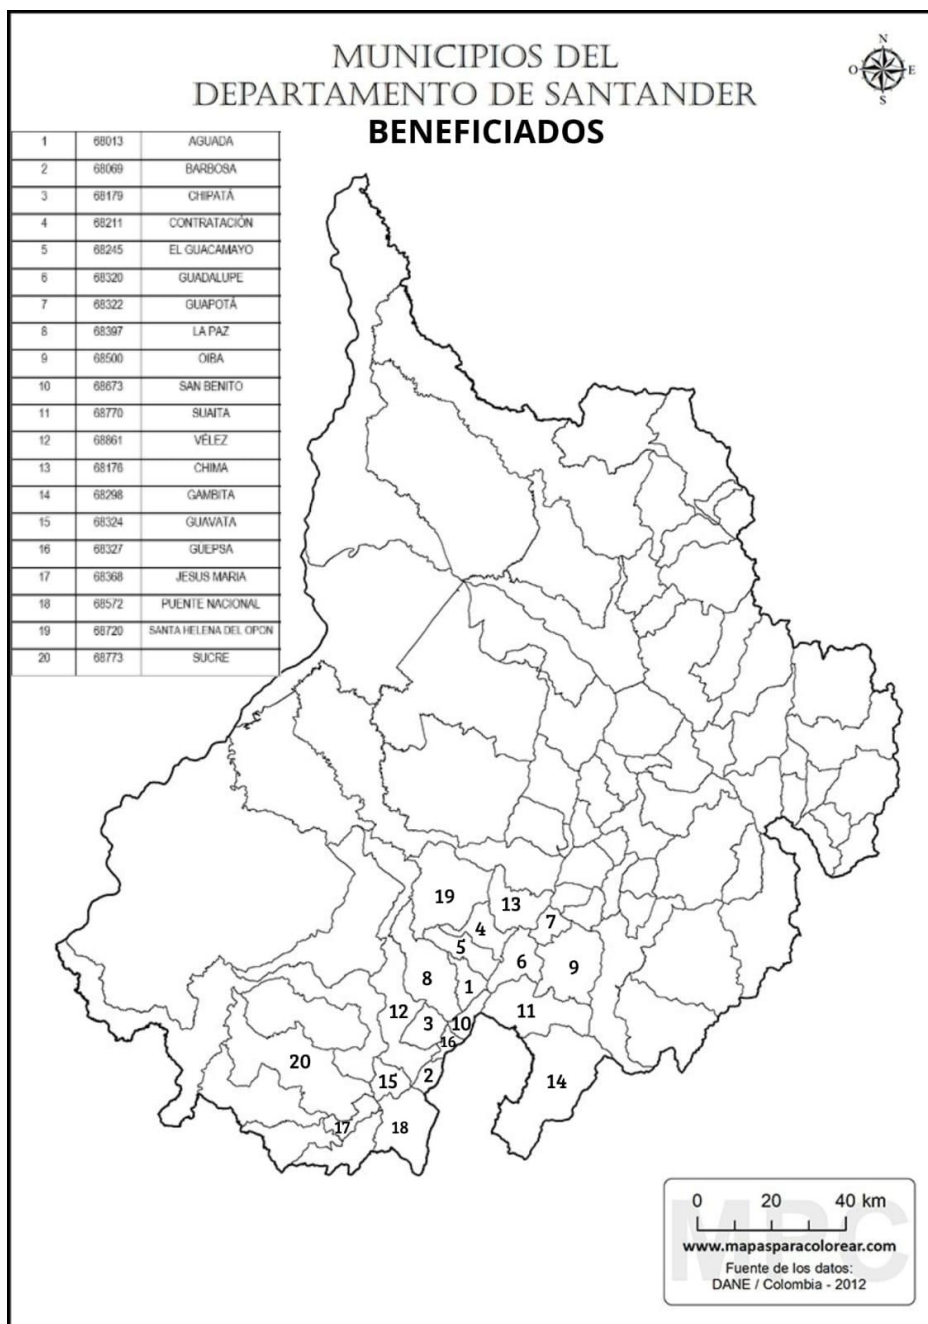 MUNICIPIOS DEL
DEPARTAMENTO DE SANTANDER
BENEFICIADOS
N
O E
S
1 68013 AGUADA
2 68069 BARBOSA
3 68179 CHIPATÁ
4 68211 CONTRATACIÓN
5 68245 EL GUACAMAYO
6 68320 GUADALUPE
7 68322 GUAPOTÁ
8 68397 LA PAZ
9 68500 OIBA
10 68673 SAN BENITO
11 68770 SUAITA
12 68861 VÉLEZ
13 68176 CHIMA
14 68298 GAMBITA
15 68324 GUAVATA
16 68327 GUEPSA
17 68368 JESUS MARIA
18 68572 PUENTE NACIONAL
19 68720 SANTA HELENA DEL OPON
20 68773 SUCRE
19
13
4
7
5
6
9
8
1
12
11
3
10
16
20
2
15
14
17
18
MPC
0 20 40 km
www.mapasparacolorear.com
Fuente de los datos:
DANE / Colombia - 2012